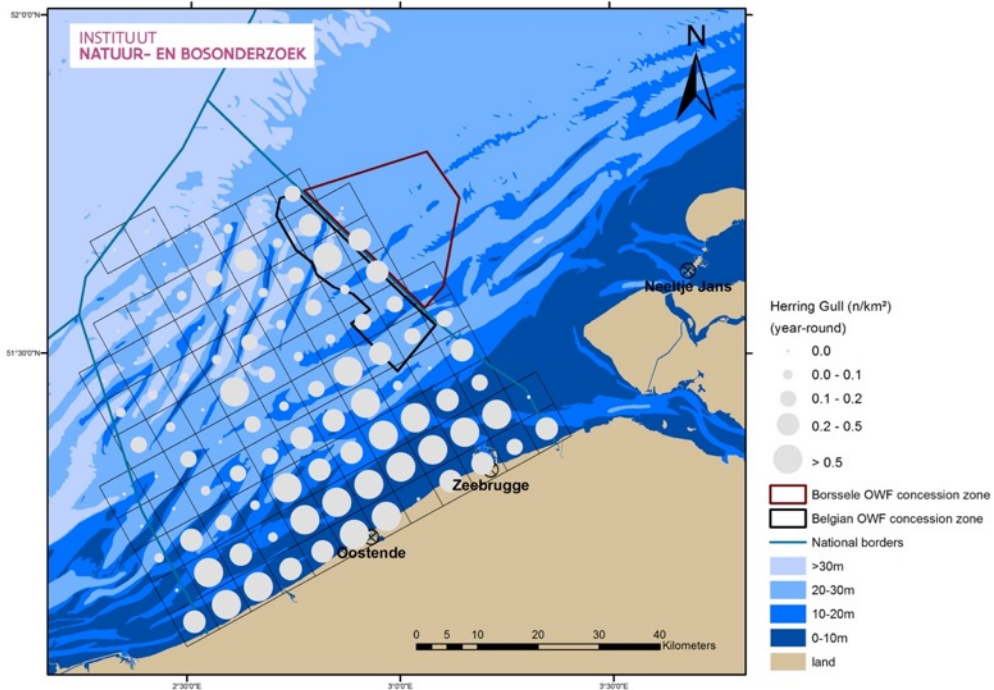 52°0'0"N
INSTITUUT
NATUUR- EN BOSONDERZOEK
N
Neeltje Jans
Herring Gull (n/km²)
(year-round)
0.0
0.0 - 0.1
0.1 - 0.2
0.2 - 0.5
> 0.5
51°30'0"N
Zeebrugge
Oostende
Borssele OWF concession zone
Belgian OWF concession zone
National borders
>30m
20-30m
10-20m
0-10m
land
0 5 10 20 30 40
Kilometers
2°30'0"E 3°0'0"E 3°30'0"E